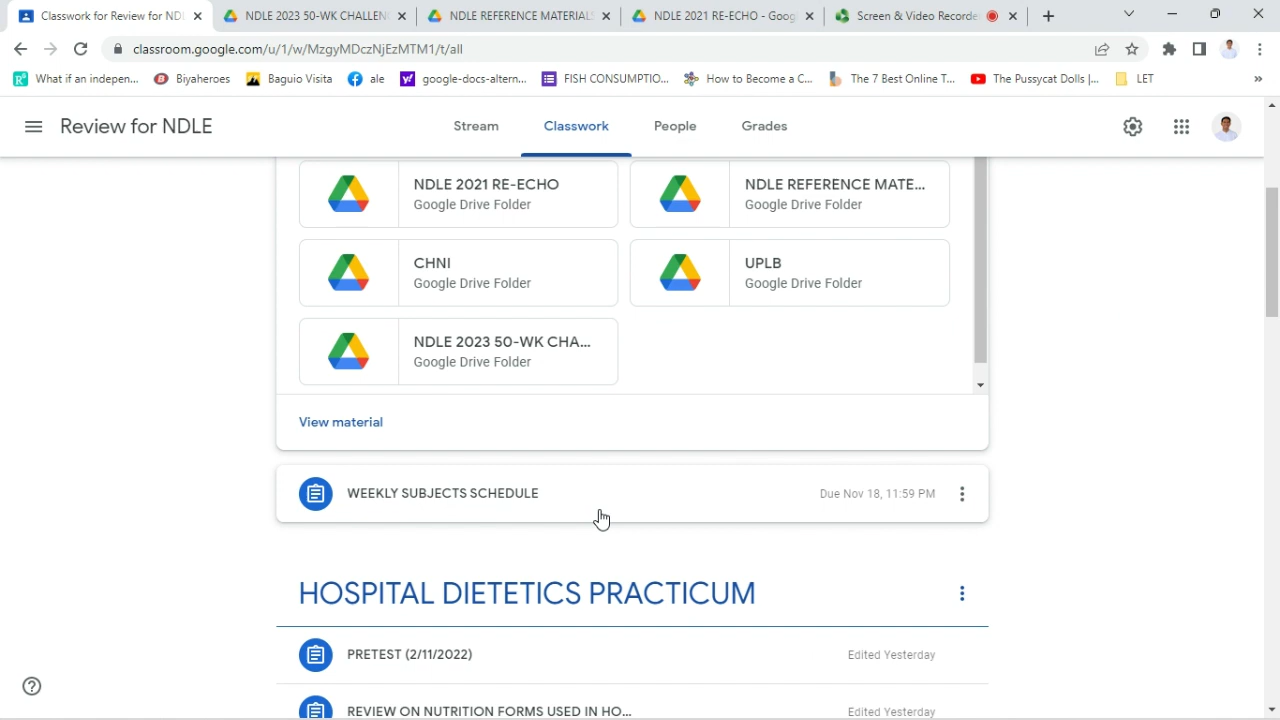 Classroom for Review for NDLE
NDLE 2023 50-WK CHALLEN
NDLE REFERENCE MATERIALS
NDLE 2021 RE-ECHO - Goog
Screen & Video Recorde
classroom.google.com/u/1/w/MzgyMDczNjEzMTM1/t/all
What if an indepen...
Biyaheroes
Baguio Visita
ale
google-docs-altern...
FISH CONSUMPTIO...
How to Become a C...
The 7 Best Online T...
The Pussycat Dolls |...
LET
»
Review for NDLE
Stream
Classwork
People
Grades
NDLE 2021 RE-ECHO
Google Drive Folder
NDLE REFERENCE MATE...
Google Drive Folder
CHNI
Google Drive Folder
UPLB
Google Drive Folder
NDLE 2023 50-WK CHA...
Google Drive Folder
View material
WEEKLY SUBJECTS SCHEDULE
Due Nov 18, 11:59 PM
HOSPITAL DIETETICS PRACTICUM
PRETEST (2/11/2022)
Edited Yesterday
REVIEW ON NUTRITION FORMS USED IN HO...
Edited Yesterday